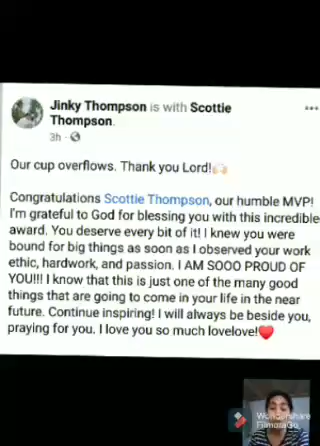 Jinky Thompson is with Scottie
Thompson.
3h
Our cup overflows. Thank you Lord!🙌🏻
Congratulations Scottie Thompson, our humble MVP!
I'm grateful to God for blessing you with this incredible
award. You deserve every bit of it! I knew you were
bound for big things as soon as I observed your work
ethic, hardwork, and passion. I AM SOOO PROUD OF
YOU!!! I know that this is just one of the many good
things that are going to come in your life in the near
future. Continue inspiring! I will always be beside you,
praying for you. I love you so much lovelove!❤️
Wondershare
FilmoraGo